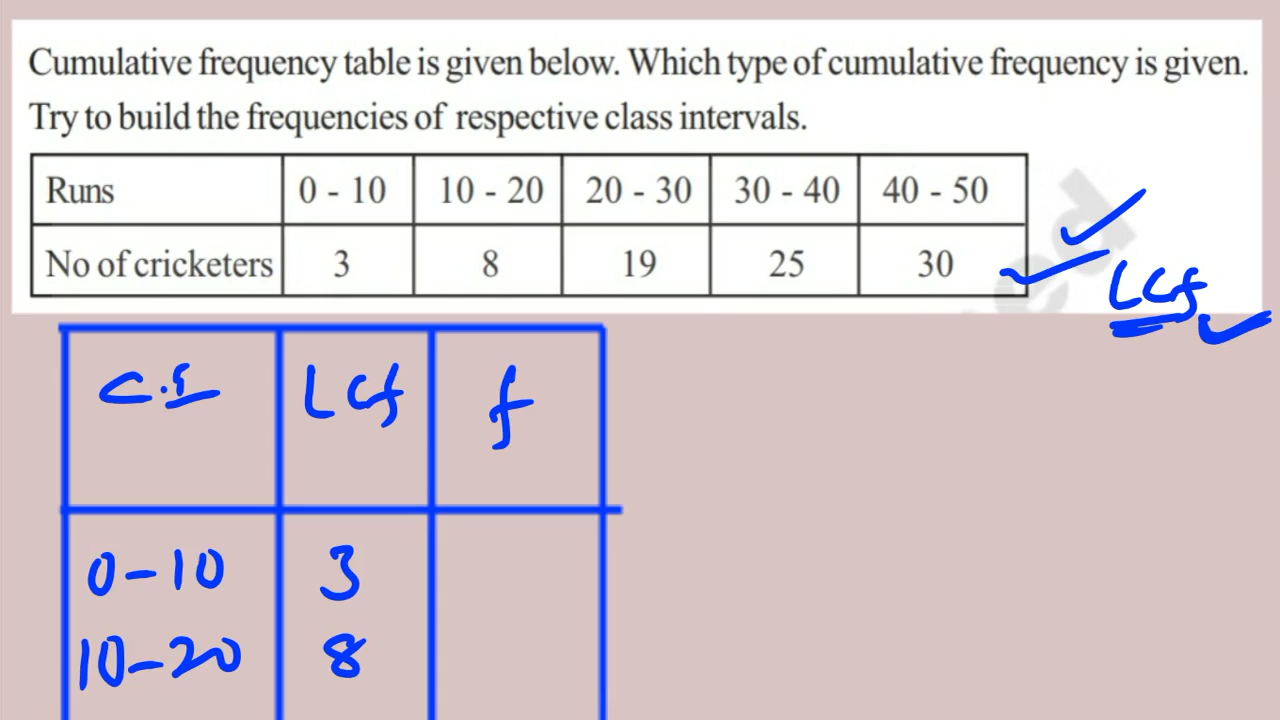 Cumulative frequency table is given below. Which type of cumulative frequency is given.
Try to build the frequencies of respective class intervals.
Runs 0 - 10 10 - 20 20 - 30 30 - 40 40 - 50
No of cricketers 3 8 19 25 30
LCf
C.I LCf f
0-10 3
10-20 8